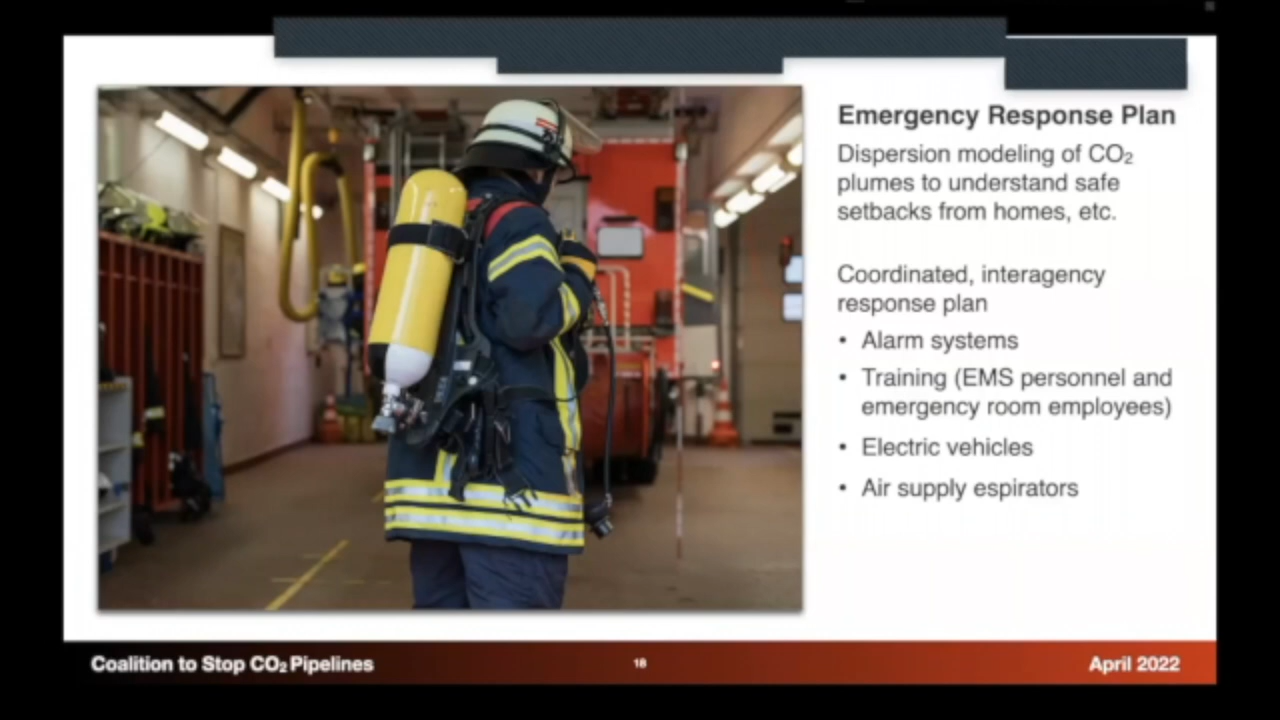 Emergency Response Plan
Dispersion modeling of CO₂
plumes to understand safe
setbacks from homes, etc.
Coordinated, interagency
response plan
• Alarm systems
• Training (EMS personnel and
emergency room employees)
• Electric vehicles
• Air supply espirators
Coalition to Stop CO₂ Pipelines
18
April 2022